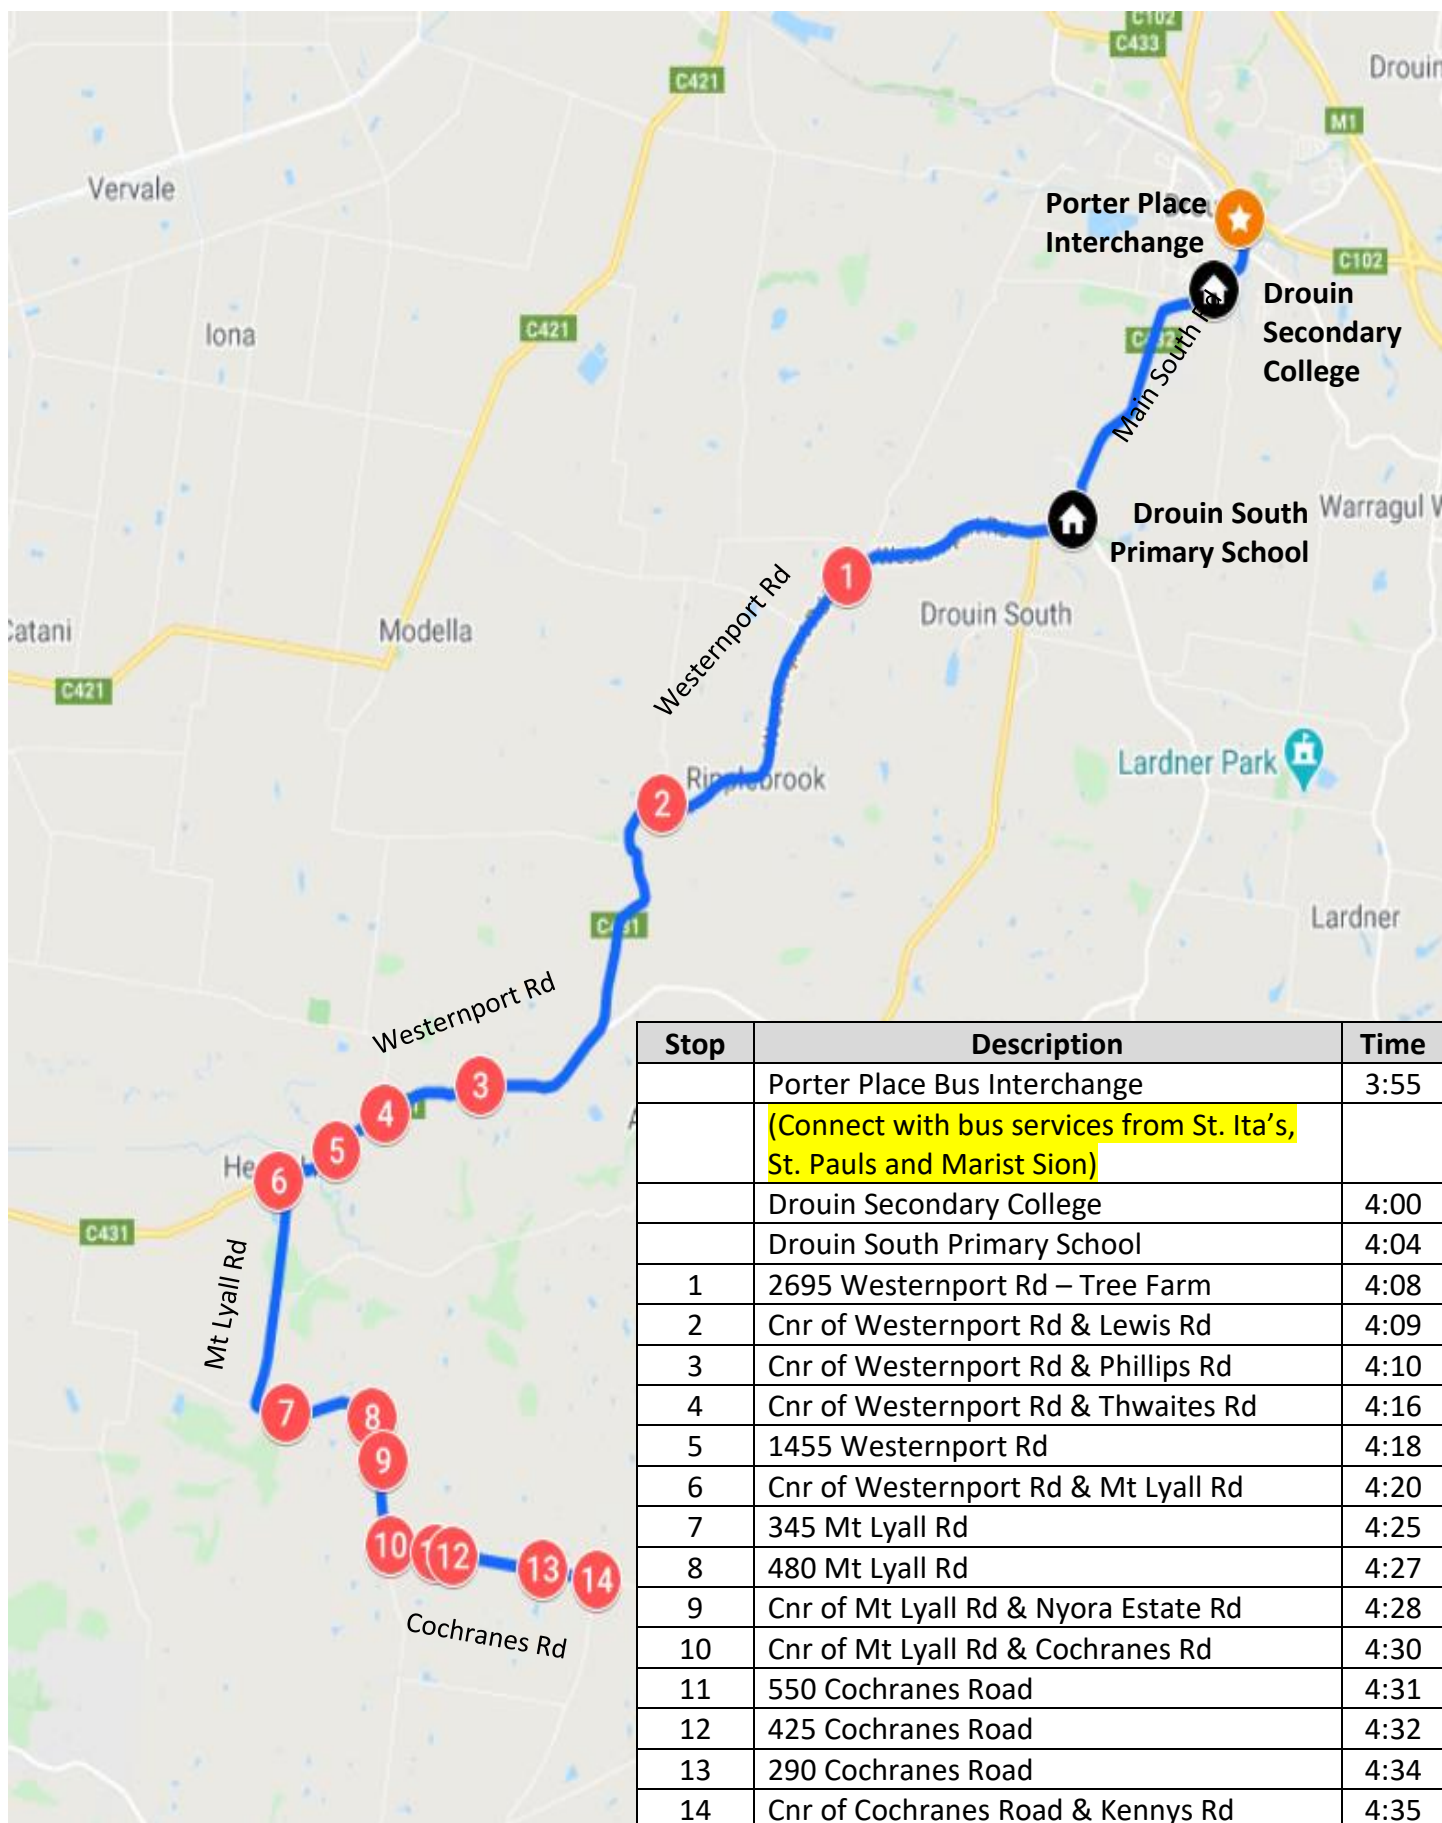 C102
C433
Drouin
C421
M1
Vervale
Porter Place
Interchange
C102
Drouin
Secondary
College
Iona
C421
Main South Rd
Drouin South
Primary School
Warragul
1
Westernport Rd
Drouin South
Catani
Modella
C421
Lardner Park
2
Ripplebrook
Lardner
Westernport Rd
3
4
5
6
C431
Mt Lyall Rd
7
8
9
10
12
13
14
Cochranes Rd
Stop Description Time
Porter Place Bus Interchange 3:55
(Connect with bus services from St. Ita’s,
St. Pauls and Marist Sion)
Drouin Secondary College 4:00
Drouin South Primary School 4:04
1 2695 Westernport Rd – Tree Farm 4:08
2 Cnr of Westernport Rd & Lewis Rd 4:09
3 Cnr of Westernport Rd & Phillips Rd 4:10
4 Cnr of Westernport Rd & Thwaites Rd 4:16
5 1455 Westernport Rd 4:18
6 Cnr of Westernport Rd & Mt Lyall Rd 4:20
7 345 Mt Lyall Rd 4:25
8 480 Mt Lyall Rd 4:27
9 Cnr of Mt Lyall Rd & Nyora Estate Rd 4:28
10 Cnr of Mt Lyall Rd & Cochranes Rd 4:30
11 550 Cochranes Road 4:31
12 425 Cochranes Road 4:32
13 290 Cochranes Road 4:34
14 Cnr of Cochranes Road & Kennys Rd 4:35